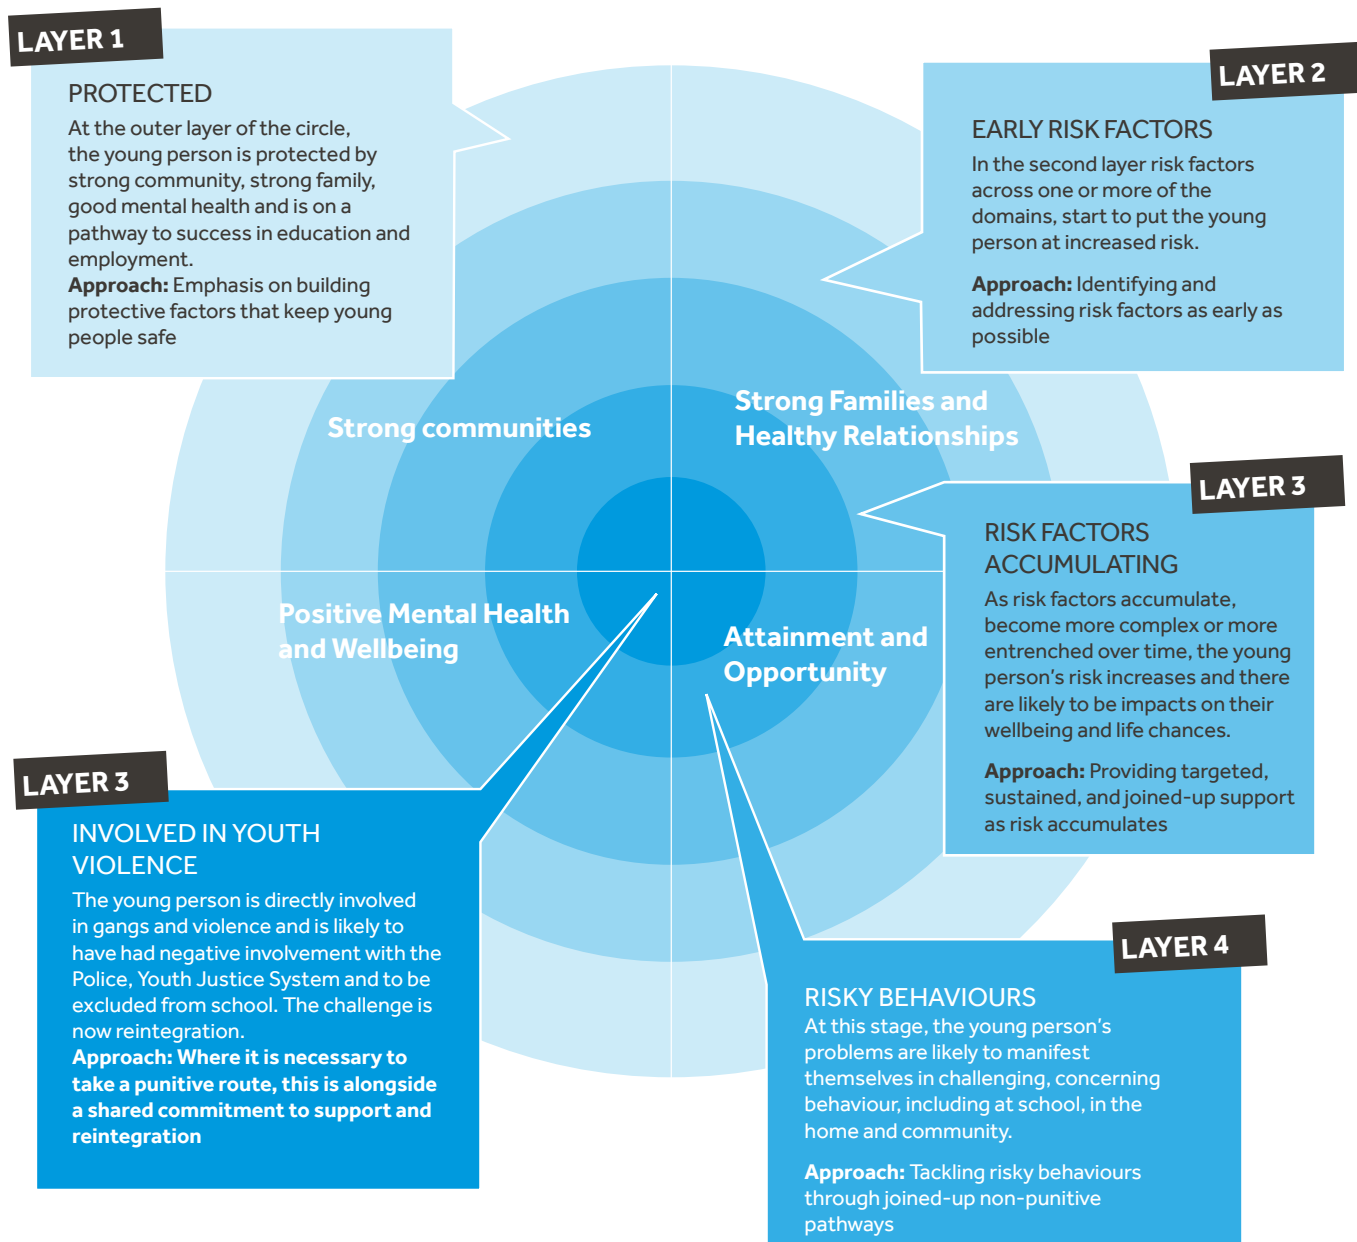 LAYER 1
PROTECTED
At the outer layer of the circle,
the young person is protected by
strong community, strong family,
good mental health and is on a
pathway to success in education and
employment.
Approach: Emphasis on building
protective factors that keep young
people safe
LAYER 2
EARLY RISK FACTORS
In the second layer risk factors
across one or more of the
domains, start to put the young
person at increased risk.
Approach: Identifying and
addressing risk factors as early as
possible
Strong communities
Strong Families and
Healthy Relationships
Positive Mental Health
and Wellbeing
Attainment and
Opportunity
LAYER 3
RISK FACTORS
ACCUMULATING
As risk factors accumulate,
become more complex or more
entrenched over time, the young
person's risk increases and there
are likely to be impacts on their
wellbeing and life chances.
Approach: Providing targeted,
sustained, and joined-up support
as risk accumulates
LAYER 3
INVOLVED IN YOUTH
VIOLENCE
The young person is directly involved
in gangs and violence and is likely to
have had negative involvement with the
Police, Youth Justice System and to be
excluded from school. The challenge is
now reintegration.
Approach: Where it is necessary to
take a punitive route, this is alongside
a shared commitment to support and
reintegration
LAYER 4
RISKY BEHAVIOURS
At this stage, the young person's
problems are likely to manifest
themselves in challenging, concerning
behaviour, including at school, in the
home and community.
Approach: Tackling risky behaviours
through joined-up non-punitive
pathways